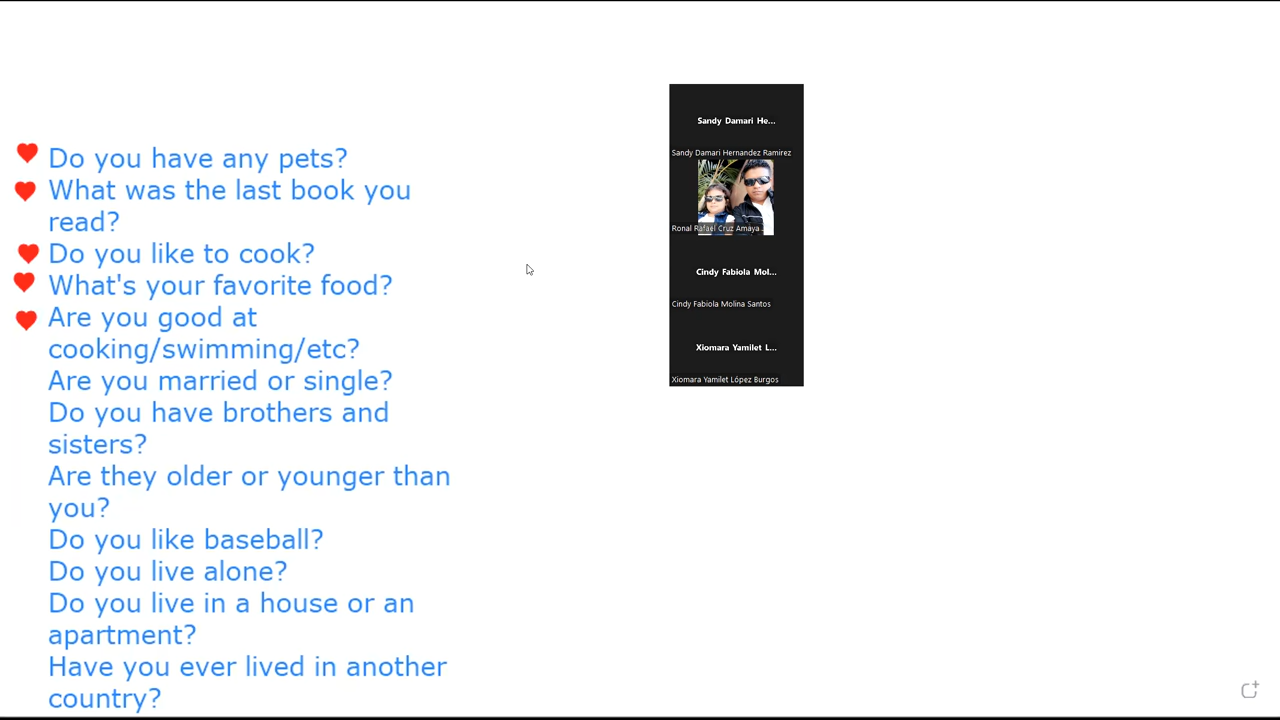 Do you have any pets?
What was the last book you
read?
Do you like to cook?
What's your favorite food?
Are you good at
cooking/swimming/etc?
Are you married or single?
Do you have brothers and
sisters?
Are they older or younger than
you?
Do you like baseball?
Do you live alone?
Do you live in a house or an
apartment?
Have you ever lived in another
country?
Sandy Damari He...
Sandy Damari Hernandez Ramirez
Ronal Rafael Cruz Amaya
Cindy Fabiola Mol...
Cindy Fabiola Molina Santos
Xiomara Yamilet L...
Xiomara Yamilet López Burgos